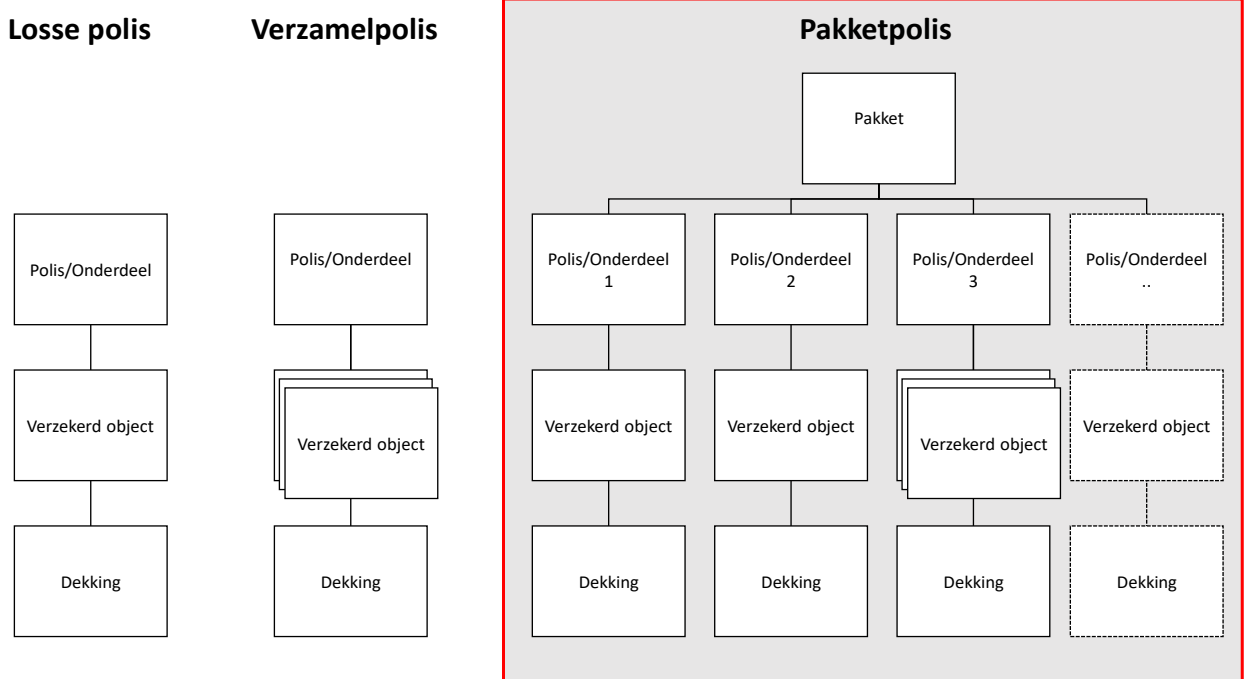 Losse polis
Verzamelpolis
Pakketpolis
Pakket
Polis/Onderdeel
Polis/Onderdeel
Polis/Onderdeel
1
Polis/Onderdeel
2
Polis/Onderdeel
3
Polis/Onderdeel
..
Verzekerd object
Verzekerd object
Verzekerd object
Verzekerd object
Verzekerd object
Verzekerd object
Dekking
Dekking
Dekking
Dekking
Dekking
Dekking